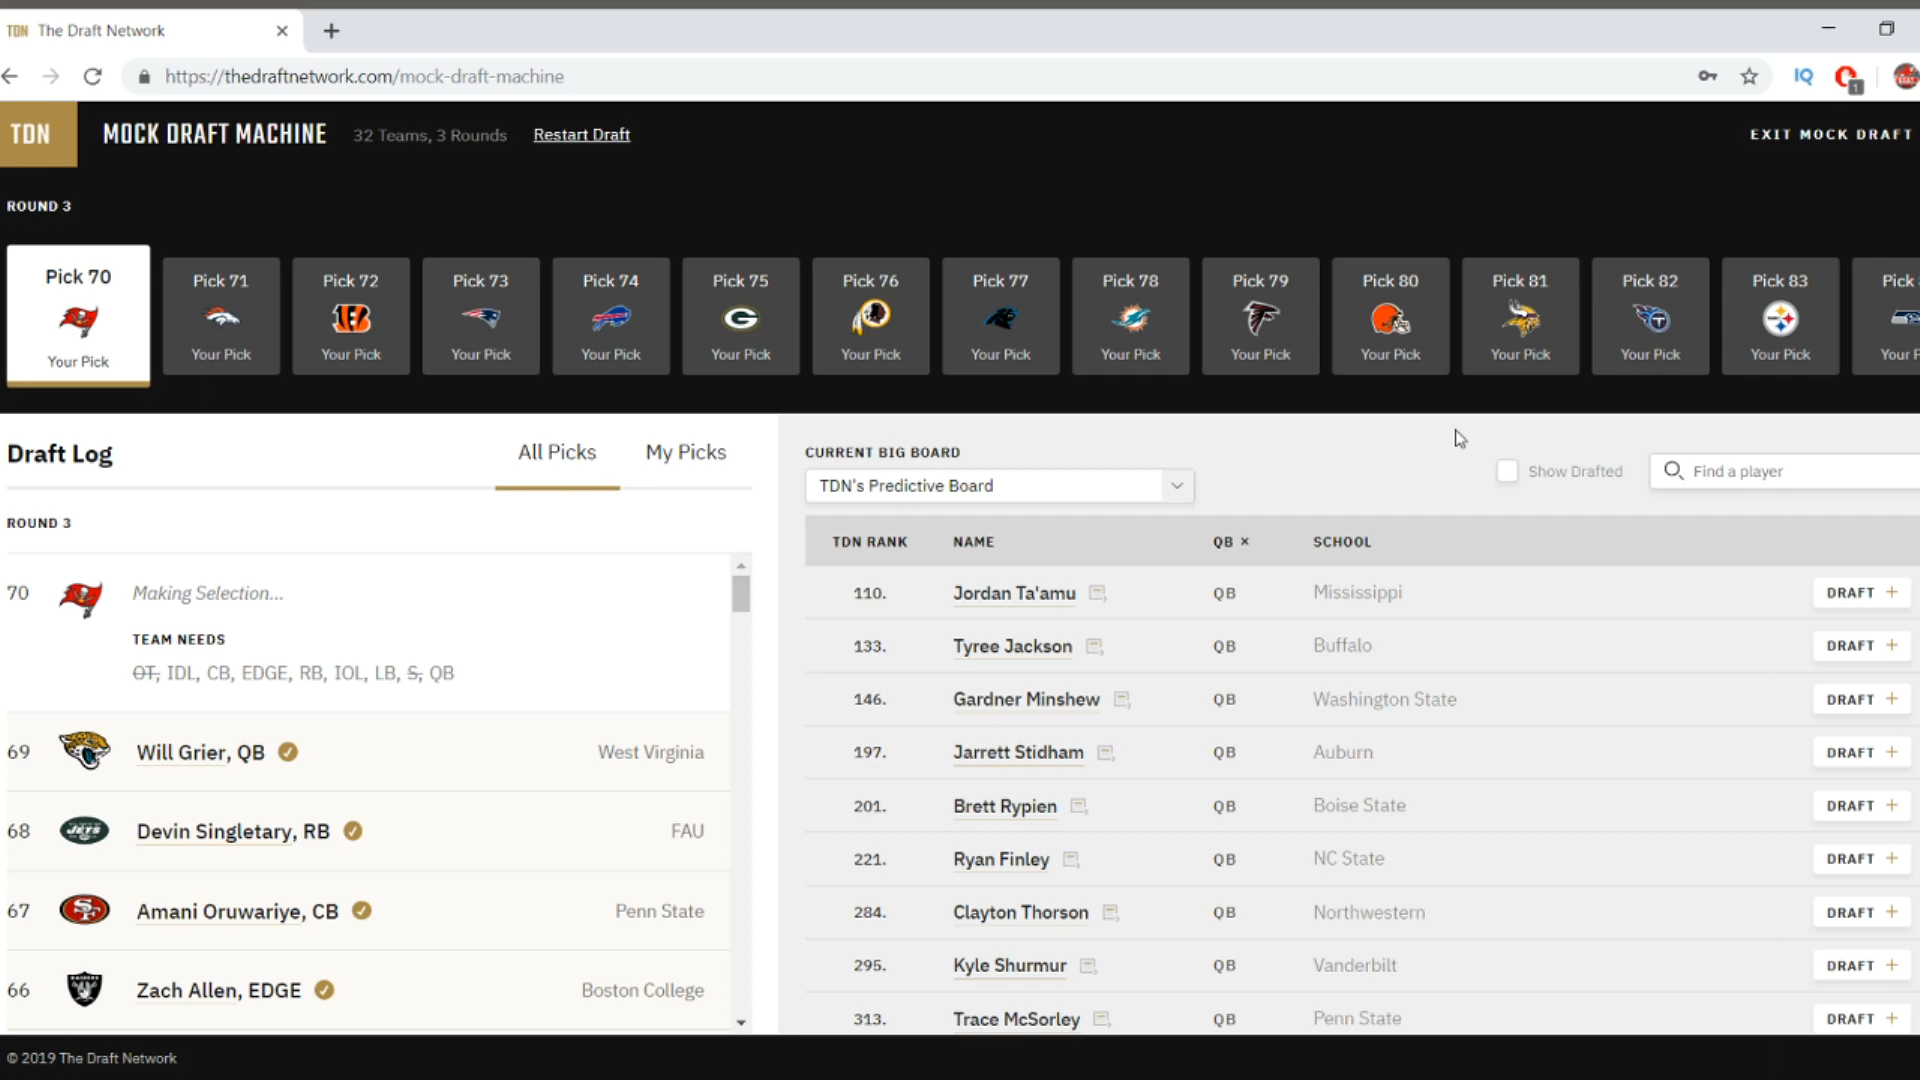 TDN The Draft Network
https://thedraftnetwork.com/mock-draft-machine
IQ
1
TDN
MOCK DRAFT MACHINE 32 Teams, 3 Rounds Restart Draft
EXIT MOCK DRAFT
ROUND 3
Pick 70 Pick 71 Pick 72 Pick 73 Pick 74 Pick 75 Pick 76 Pick 77 Pick 78 Pick 79 Pick 80 Pick 81 Pick 82 Pick 83 Pick
Your Pick Your Pick Your Pick Your Pick Your Pick Your Pick Your Pick Your Pick Your Pick Your Pick Your Pick Your Pick Your Pick Your Pick Your P
Draft Log All Picks My Picks
ROUND 3
70 Making Selection...
TEAM NEEDS
OT, IDL, CB, EDGE, RB, IOL, LB, S, QB
69 Will Grier, QB West Virginia
68 JETS Devin Singletary, RB FAU
67 SF Amani Oruwariye, CB Penn State
66 RAIDERS Zach Allen, EDGE Boston College
CURRENT BIG BOARD
TDN's Predictive Board
Show Drafted
Find a player
TDN RANK NAME QB × SCHOOL
110. Jordan Ta'amu QB Mississippi DRAFT +
133. Tyree Jackson QB Buffalo DRAFT +
146. Gardner Minshew QB Washington State DRAFT +
197. Jarrett Stidham QB Auburn DRAFT +
201. Brett Rypien QB Boise State DRAFT +
221. Ryan Finley QB NC State DRAFT +
284. Clayton Thorson QB Northwestern DRAFT +
295. Kyle Shurmur QB Vanderbilt DRAFT +
313. Trace McSorley QB Penn State DRAFT +
© 2019 The Draft Network